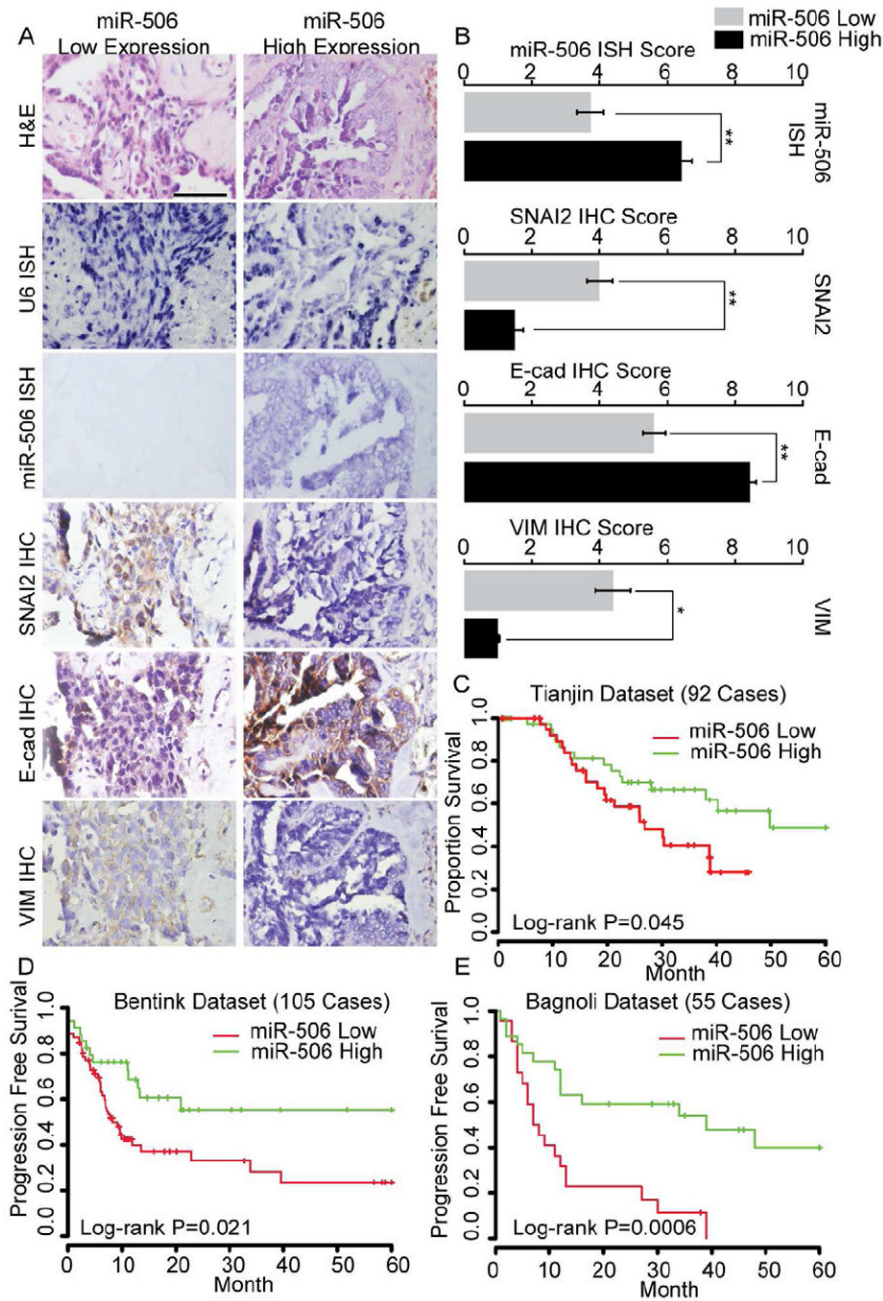 A
miR-506
Low Expression
miR-506
High Expression
H&E
U6 ISH
miR-506 ISH
SNAI2 IHC
E-cad IHC
VIM IHC
B
miR-506 Low
miR-506 High
miR-506 ISH Score
0 2 4 6 8 10
miR-506
ISH
**
SNAI2 IHC Score
0 2 4 6 8 10
SNAI2
**
E-cad IHC Score
0 2 4 6 8 10
E-cad
**
VIM IHC Score
0 2 4 6 8 10
VIM
*
C
Tianjin Dataset (92 Cases)
miR-506 Low
miR-506 High
Proportion Survival
0.0 0.2 0.4 0.6 0.8 1.0
Log-rank P=0.045
0 10 20 30 40 50 60
Month
D
Bentink Dataset (105 Cases)
miR-506 Low
miR-506 High
Progression Free Surival
0.0 0.2 0.4 0.6 0.8 1.0
Log-rank P=0.021
0 10 20 30 40 50 60
Month
E
Bagnoli Dataset (55 Cases)
miR-506 Low
miR-506 High
Progression Free Survival
0.0 0.2 0.4 0.6 0.8 1.0
Log-rank P=0.0006
0 10 20 30 40 50 60
Month